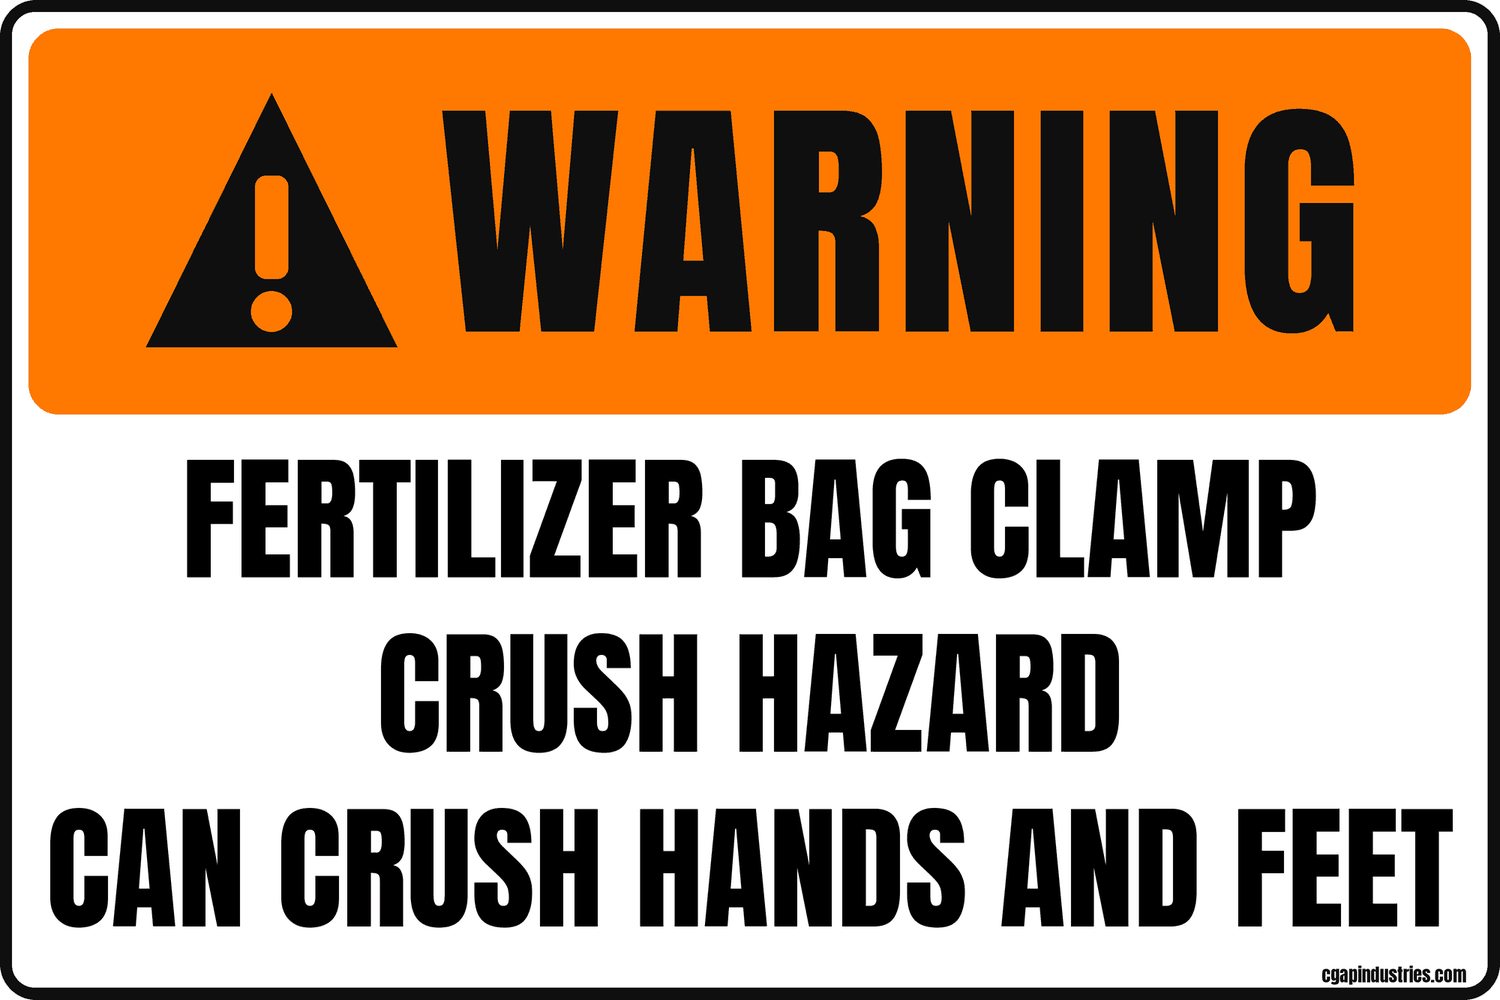 WARNING
FERTILIZER BAG CLAMP
CRUSH HAZARD
CAN CRUSH HANDS AND FEET
cgapindustries.com